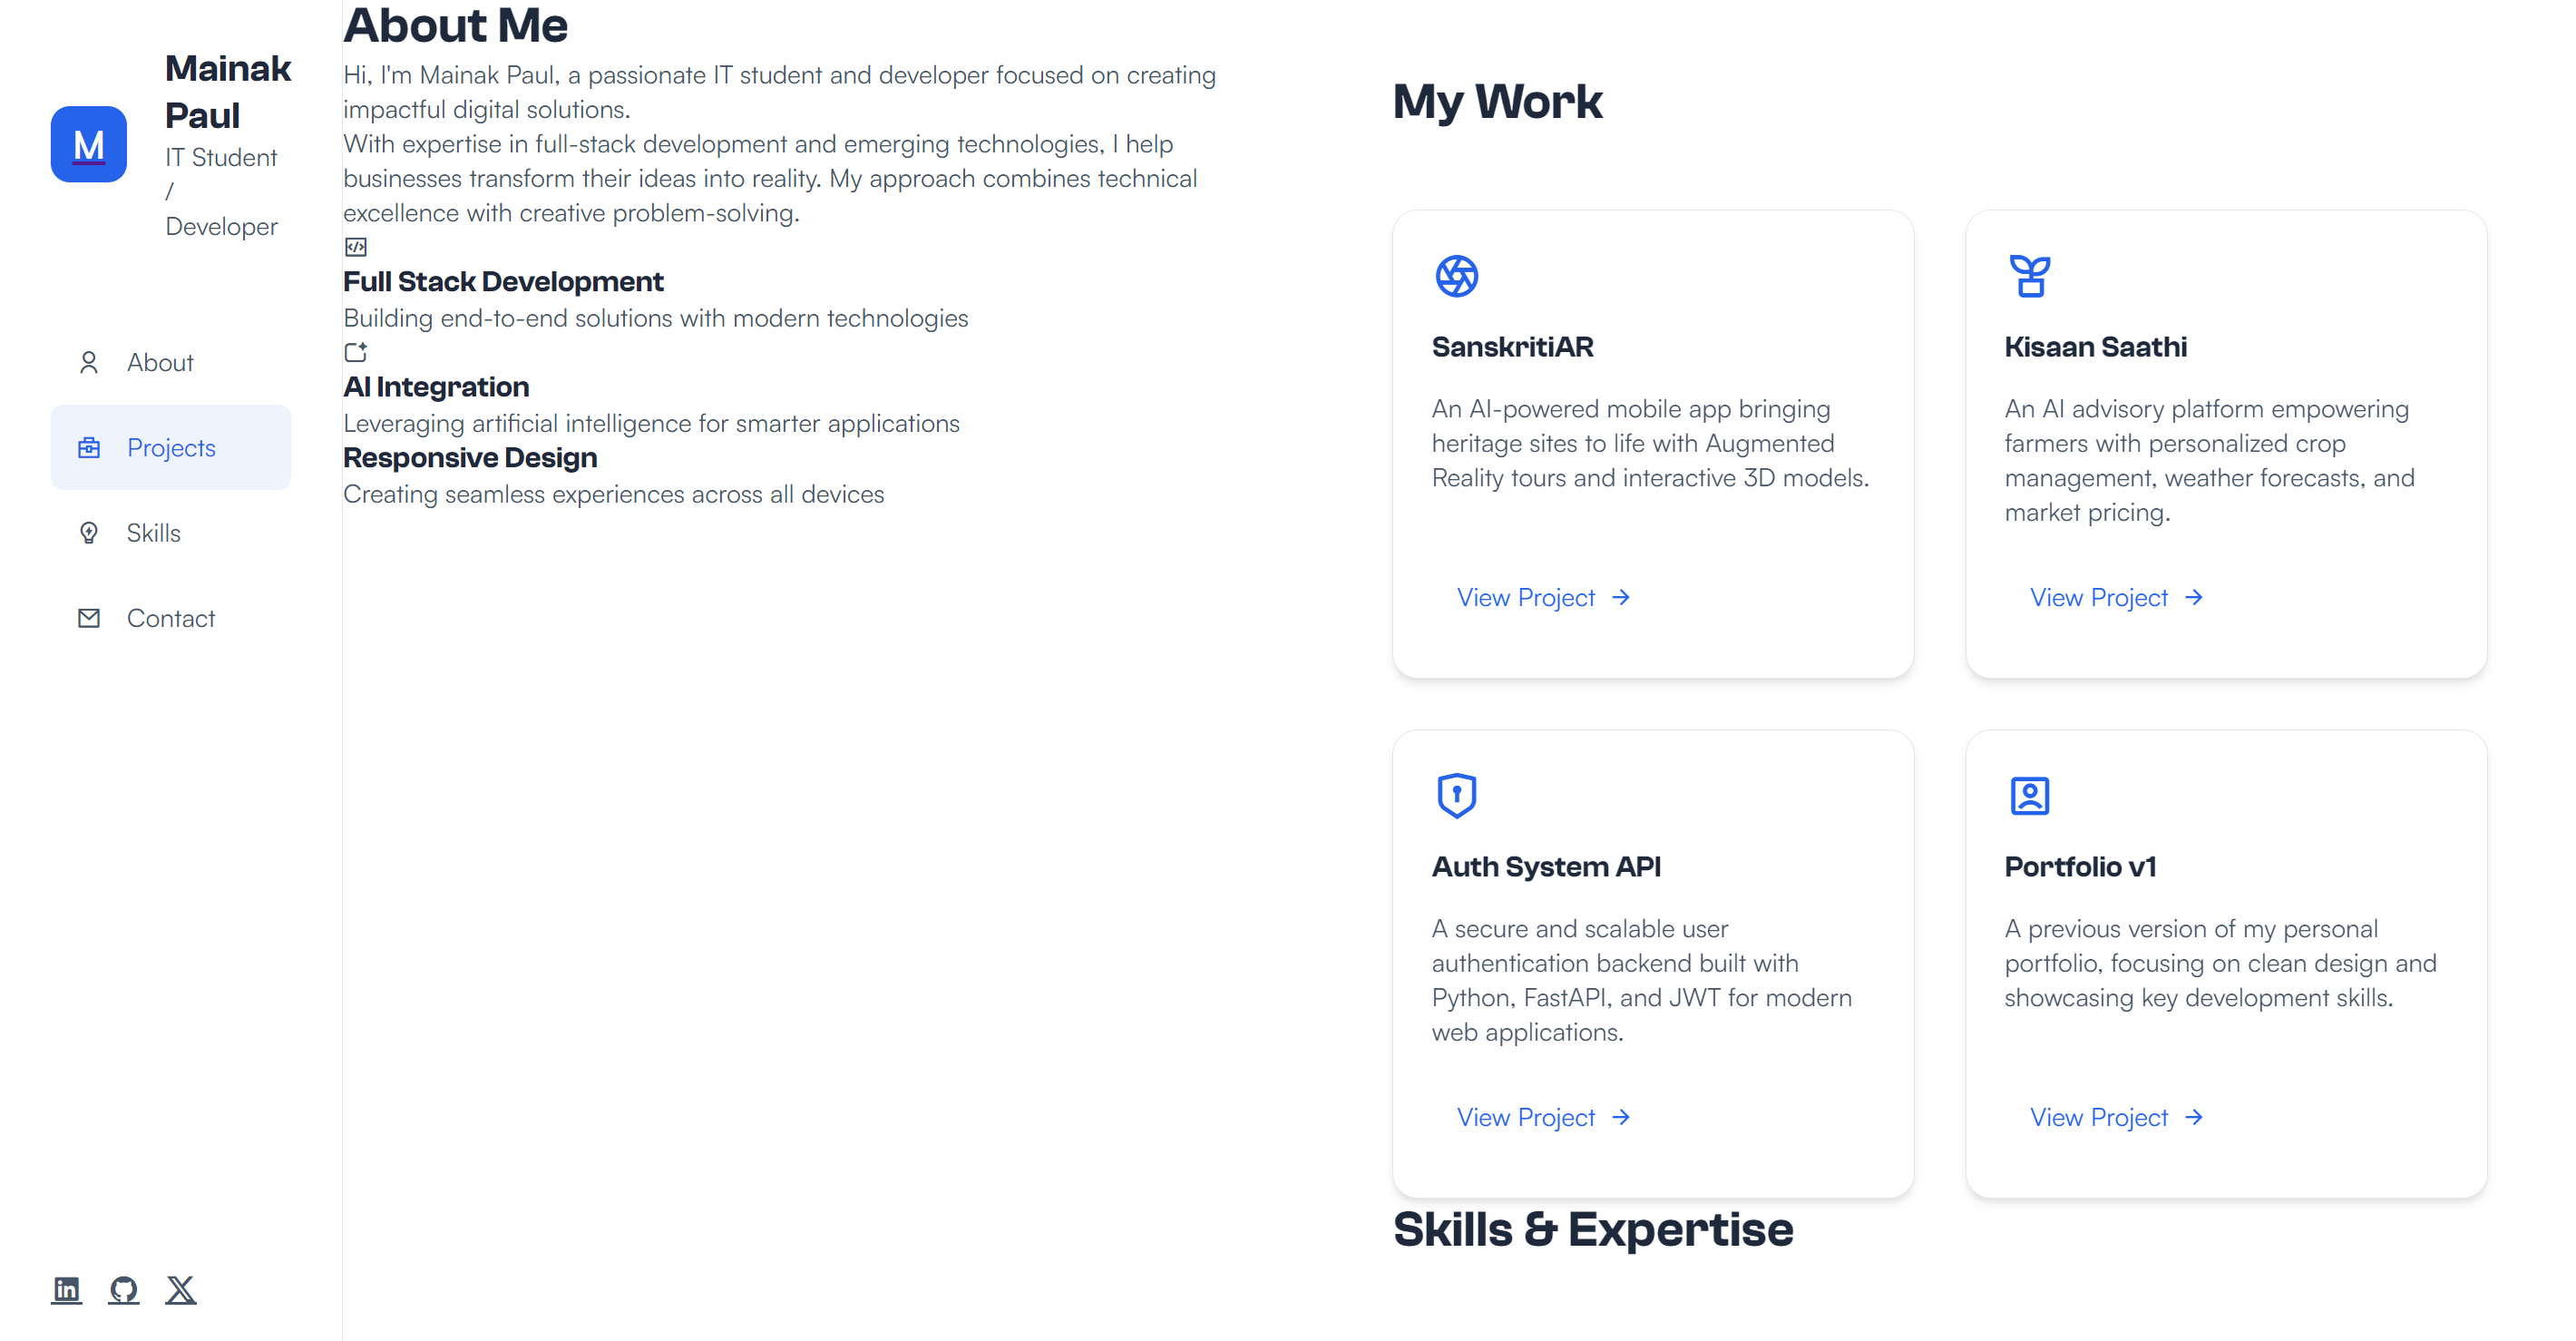 M
Mainak
Paul
IT Student
/
Developer
About
Projects
Skills
Contact
About Me
Hi, I'm Mainak Paul, a passionate IT student and developer focused on creating
impactful digital solutions.
With expertise in full-stack development and emerging technologies, I help
businesses transform their ideas into reality. My approach combines technical
excellence with creative problem-solving.
Full Stack Development
Building end-to-end solutions with modern technologies
AI Integration
Leveraging artificial intelligence for smarter applications
Responsive Design
Creating seamless experiences across all devices
My Work
SanskritiAR
An AI-powered mobile app bringing
heritage sites to life with Augmented
Reality tours and interactive 3D models.
View Project →
Kisaan Saathi
An AI advisory platform empowering
farmers with personalized crop
management, weather forecasts, and
market pricing.
View Project →
Auth System API
A secure and scalable user
authentication backend built with
Python, FastAPI, and JWT for modern
web applications.
View Project →
Portfolio v1
A previous version of my personal
portfolio, focusing on clean design and
showcasing key development skills.
View Project →
Skills & Expertise